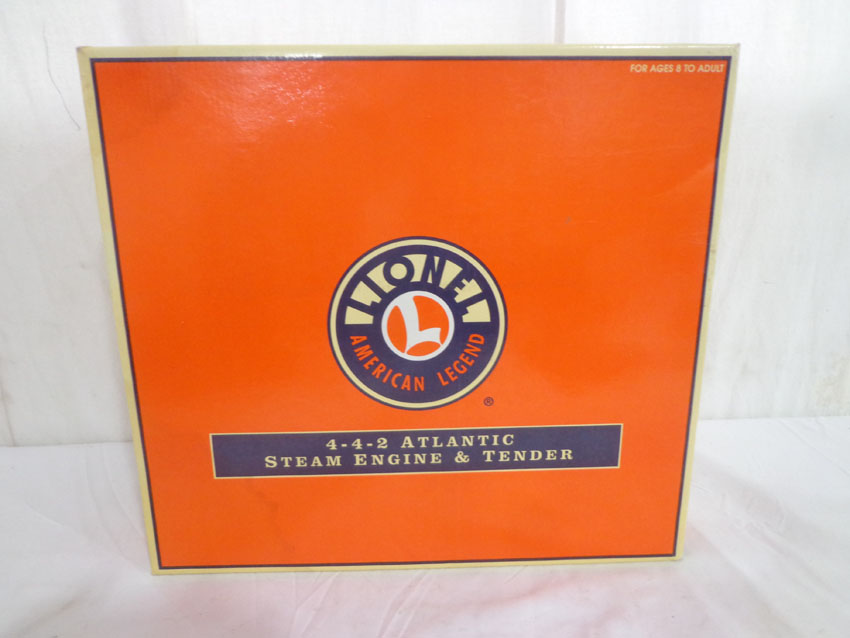 FOR AGES 8 TO ADULT
LIONEL
L
AMERICAN LEGEND
®
4-4-2 ATLANTIC
STEAM ENGINE & TENDER